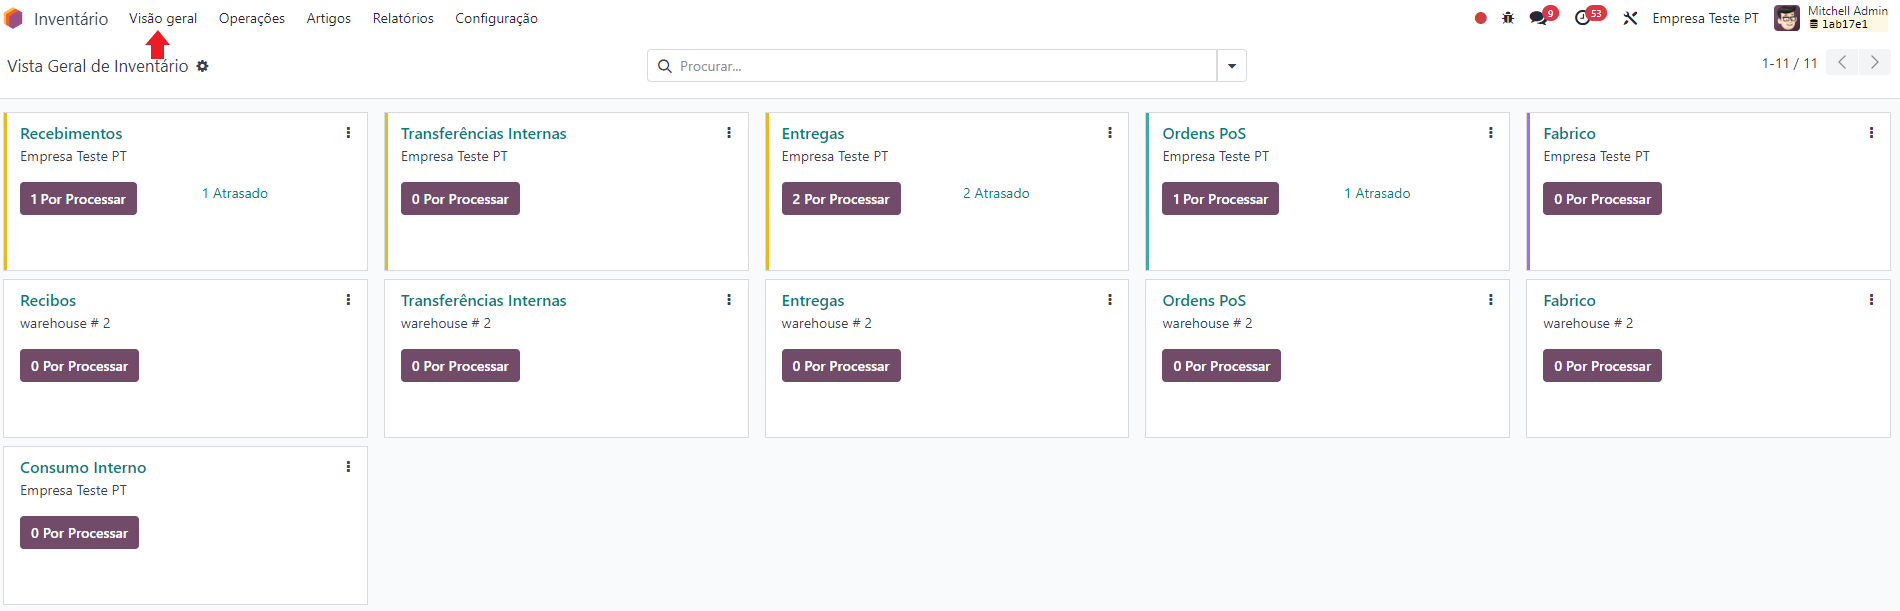 Inventário Visão geral Operações Artigos Relatórios Configuração 9 53 Empresa Teste PT Mitchell Admin
lab17e1
Vista Geral de Inventário Procurar... 1-11 / 11
Recebimentos
Empresa Teste PT
1 Por Processar 1 Atrasado
Transferências Internas
Empresa Teste PT
0 Por Processar
Entregas
Empresa Teste PT
2 Por Processar 2 Atrasado
Ordens PoS
Empresa Teste PT
1 Por Processar 1 Atrasado
Fabrico
Empresa Teste PT
0 Por Processar
Recibos
warehouse # 2
0 Por Processar
Transferências Internas
warehouse # 2
0 Por Processar
Entregas
warehouse # 2
0 Por Processar
Ordens PoS
warehouse # 2
0 Por Processar
Fabrico
warehouse # 2
0 Por Processar
Consumo Interno
Empresa Teste PT
0 Por Processar